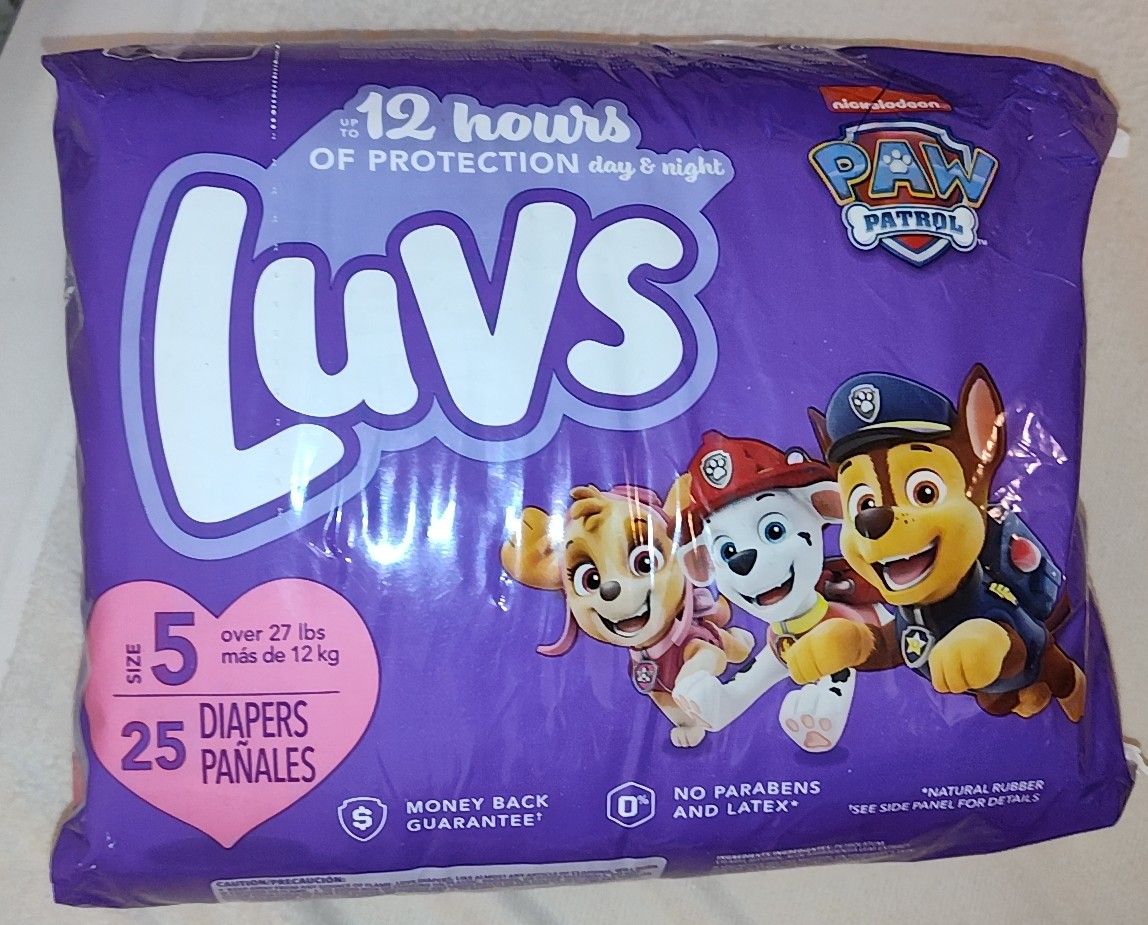 UP TO 12 hours
OF PROTECTION day & night
Luvs
nickelodeon
PAW
PATROL™
SIZE 5
over 27 lbs
más de 12 kg
25 DIAPERS
PAÑALES
$ MONEY BACK
GUARANTEE†
0% NO PARABENS
AND LATEX*
*NATURAL RUBBER
†SEE SIDE PANEL FOR DETAILS
CAUTION/PRECAUCIÓN: